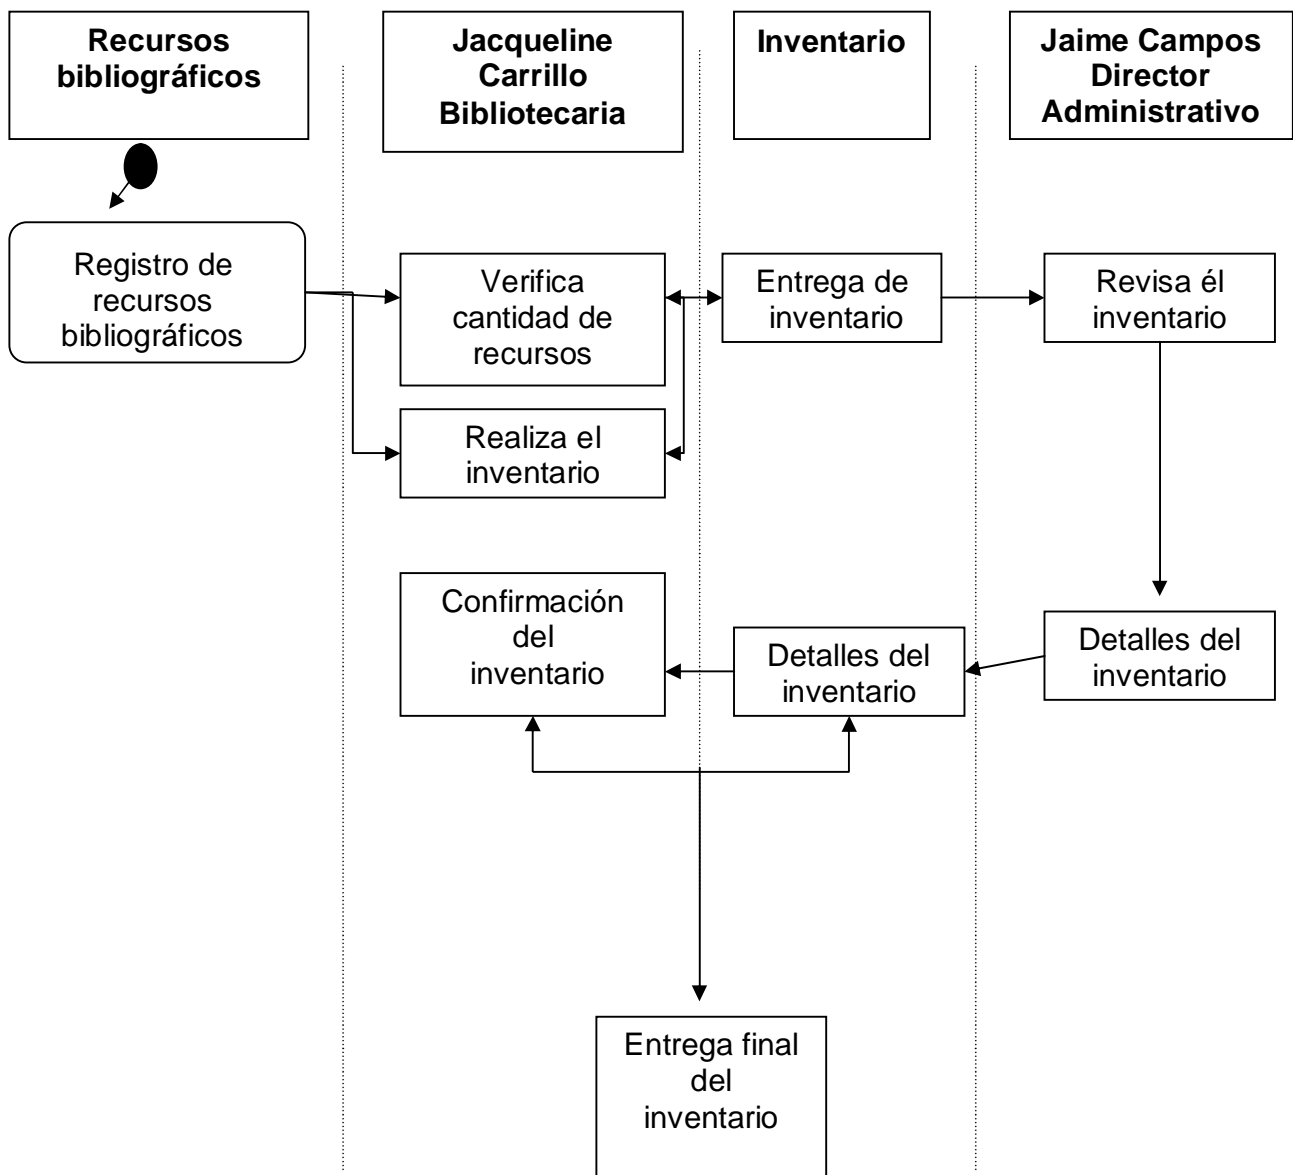 Recursos
bibliográficos
Jacqueline
Carrillo
Bibliotecaria
Inventario
Jaime Campos
Director
Administrativo
Registro de
recursos
bibliográficos
Verifica
cantidad de
recursos
Entrega de
inventario
Revisa él
inventario
Realiza el
inventario
Confirmación
del
inventario
Detalles del
inventario
Detalles del
inventario
Entrega final
del
inventario